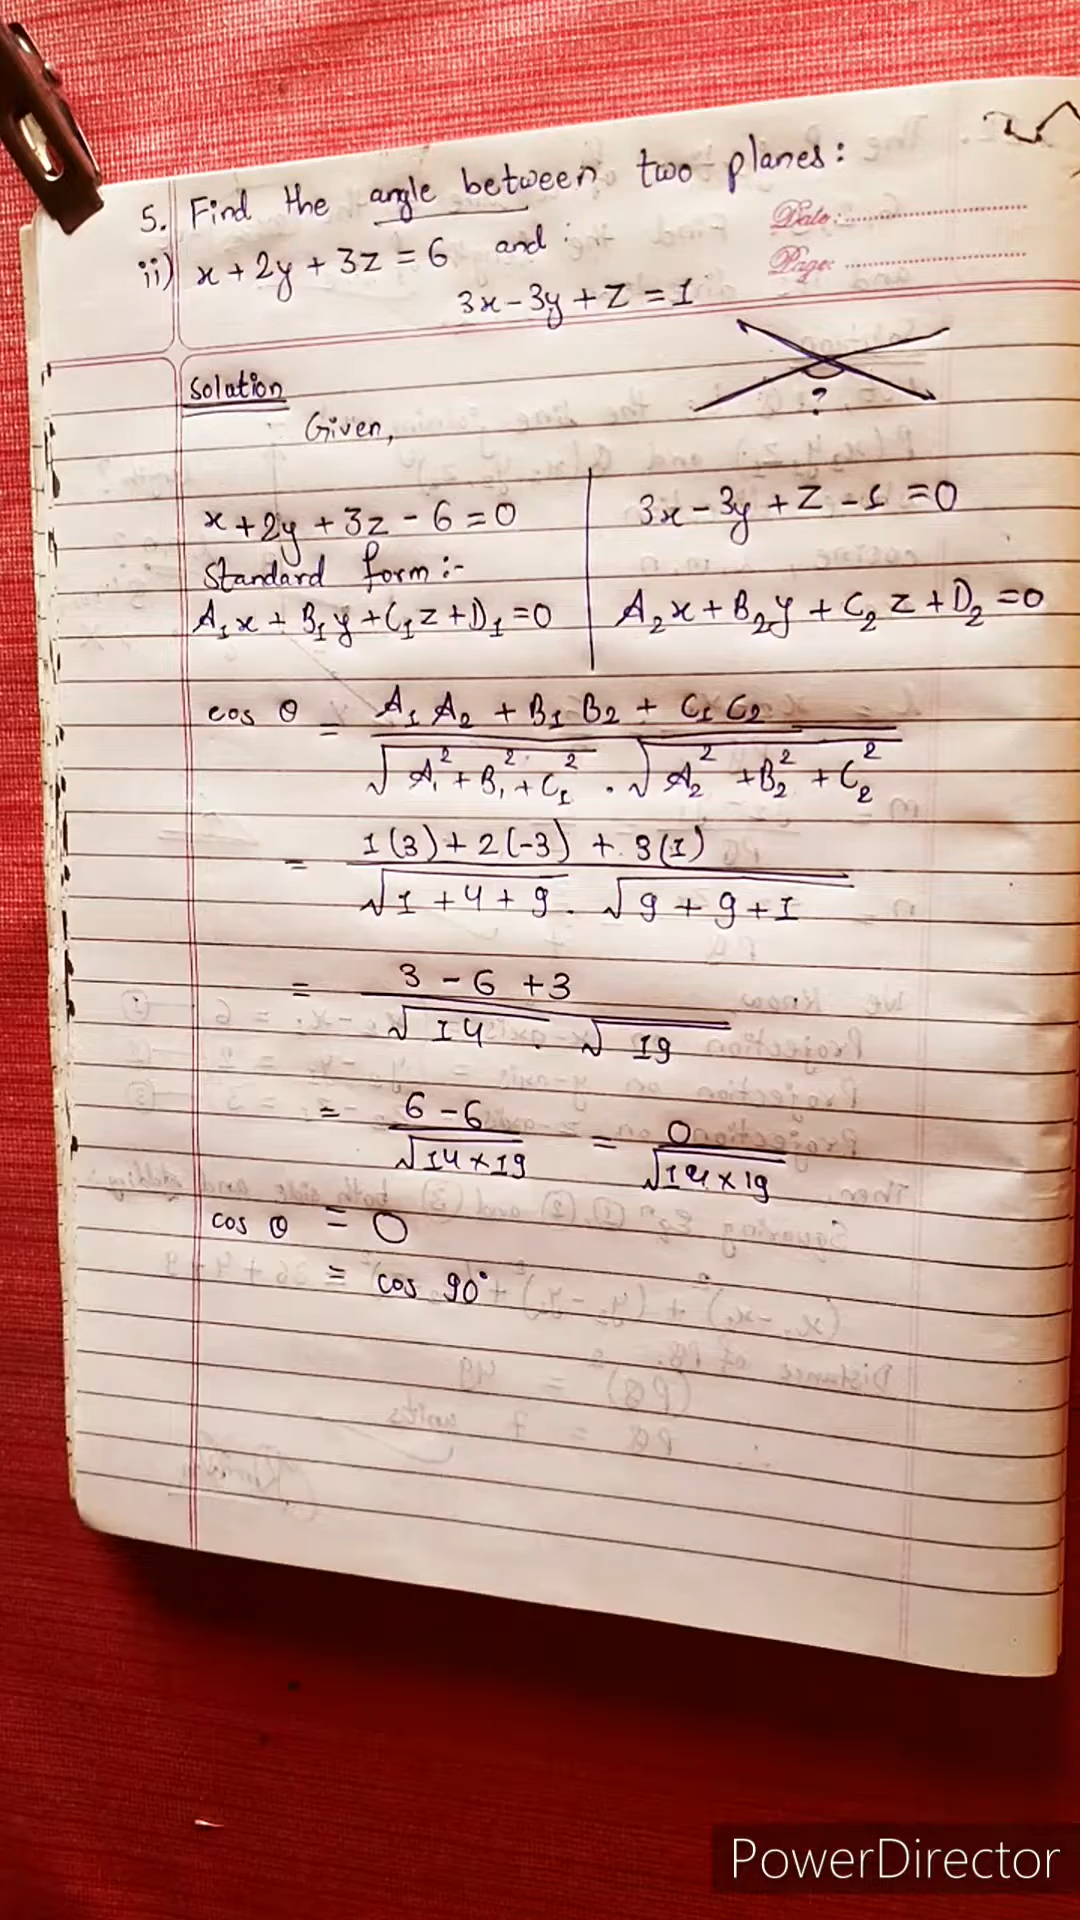 5. Find the angle between two planes:
ii) x + 2y + 3z = 6 and :
3x - 3y + z = 1
Date:
Page:
Solution
Given,
?
x + 2y + 3z - 6 = 0
3x - 3y + z - 1 = 0
Standard form :-
A₁x + B₁y + C₁z + D₁ = 0
A₂x + B₂y + C₂z + D₂ = 0
cos θ = A₁A₂ + B₁B₂ + C₁C₂ / √A₁² + B₁² + C₁² . √A₂² + B₂² + C₂²
= 1(3) + 2(-3) + 3(1) / √1 + 4 + 9 . √9 + 9 + 1
= 3 - 6 + 3 / √14 . √19
= 6 - 6 / √14 × 19 = 0 / √14 × 19
cos θ = 0
= cos 90°
PowerDirector